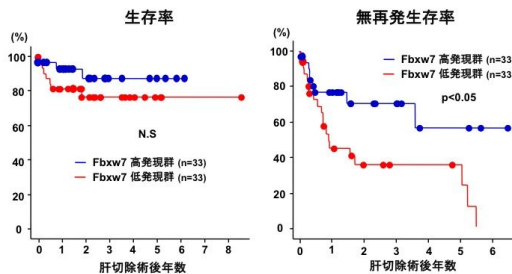 生存率
(%)
100
80
60
40
20
0
N.S
Fbxw7 高発現群 (n=33)
Fbxw7 低発現群 (n=33)
0 1 2 3 4 5 6 7 8
肝切除術後年数
無再発生存率
(%)
100
80
60
40
20
0
Fbxw7 高発現群 (n=33
Fbxw7 低発現群 (n=33
p<0.05
0 1 2 3 4 5 6
肝切除術後年数